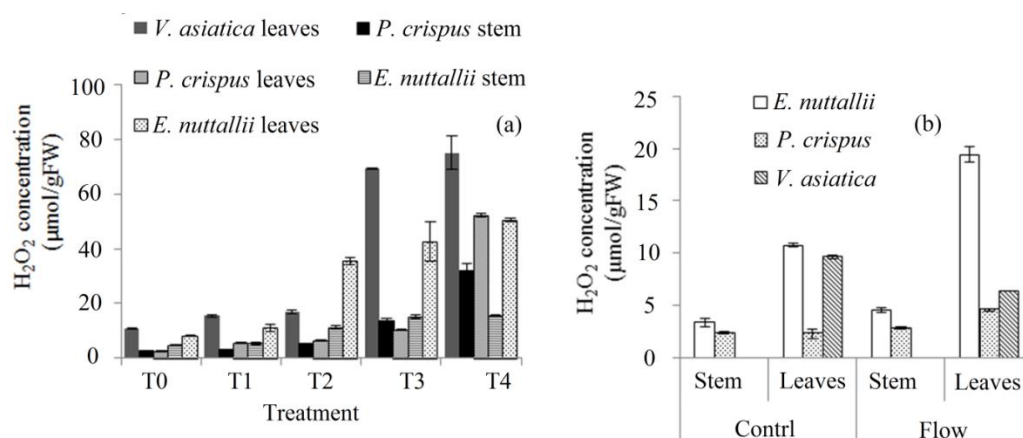 V. asiatica leaves
P. crispus stem
P. crispus leaves
E. nuttallii stem
E. nuttallii leaves
(a)
H₂O₂ concentration
(μmol/gFW)
100
80
60
40
20
0
T0 T1 T2 T3 T4
Treatment
E. nuttallii
P. crispus
V. asiatica
(b)
H₂O₂ concentration
(μmol/gFW)
25
20
15
10
5
0
Stem Leaves Stem Leaves
Contrl Flow